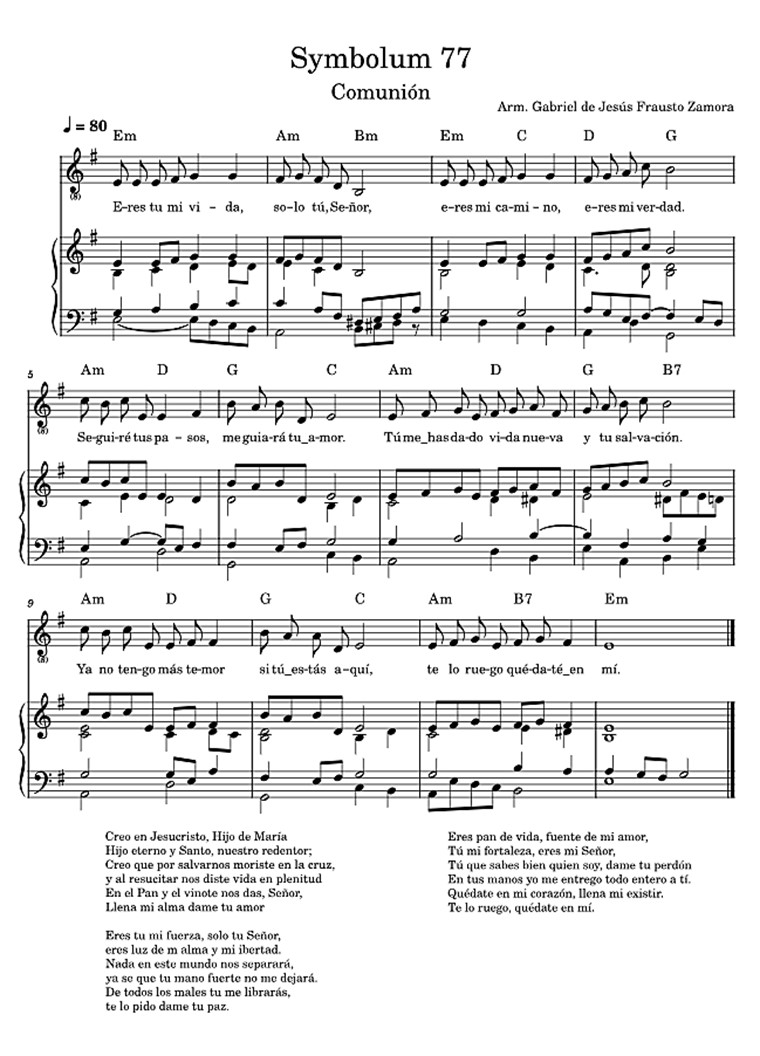 Symbolum 77
Comunión
Arm. Gabriel de Jesús Frausto Zamora
♩ = 80
Em Am Bm Em C D G
(8)
E-res tu mi vi - da, so-lo tú, Se-ñor, e-res mi ca-mi - no, e-res mi ver-dad.
5 Am D G C Am D G B7
(8)
Se-gui-ré tus pa - sos, me guia-rá tu_a-mor. Tú me_has da-do vi-da nue-va y tu sal-va-ción.
9 Am D G C Am B7 Em
(8)
Ya no ten-go más te-mor si tú_es-tás a-quí, te lo rue-go qué-da-té_en mí.
Creo en Jesucristo, Hijo de María
Hijo eterno y Santo, nuestro redentor;
Creo que por salvarnos moriste en la cruz,
y al resucitar nos diste vida en plenitud
En el Pan y el vinote nos das, Señor,
Llena mi alma dame tu amor
Eres tu mi fuerza, solo tu Señor,
eres luz de m alma y mi ibertad.
Nada en este mundo nos separará,
ya se que tu mano fuerte no me dejará.
De todos los males tu me librarás,
te lo pido dame tu paz.
Eres pan de vida, fuente de mi amor,
Tú mi fortaleza, eres mi Señor,
Tú que sabes bien quien soy, dame tu perdón
En tus manos yo me entrego todo entero a tí.
Quédate en mi corazón, llena mi existir.
Te lo ruego, quédate en mí.